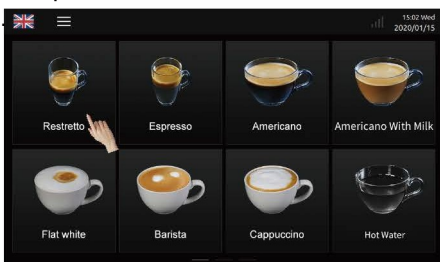 15:02 Wed
2020/01/15
Restretto
Espresso
Americano
Americano With Milk
Flat white
Barista
Cappuccino
Hot Water